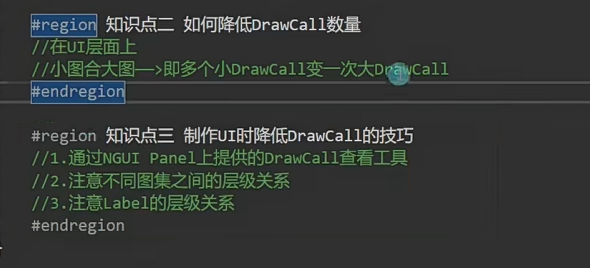 #region 知识点二 如何降低DrawCall数量
//在UI层面上
//小图合大图——>即多个小DrawCall变一次大DrawCall
#endregion
#region 知识点三 制作UI时降低DrawCall的技巧
//1.通过NGUI Panel上提供的DrawCall查看工具
//2.注意不同图集之间的层级关系
//3.注意Label的层级关系
#endregion